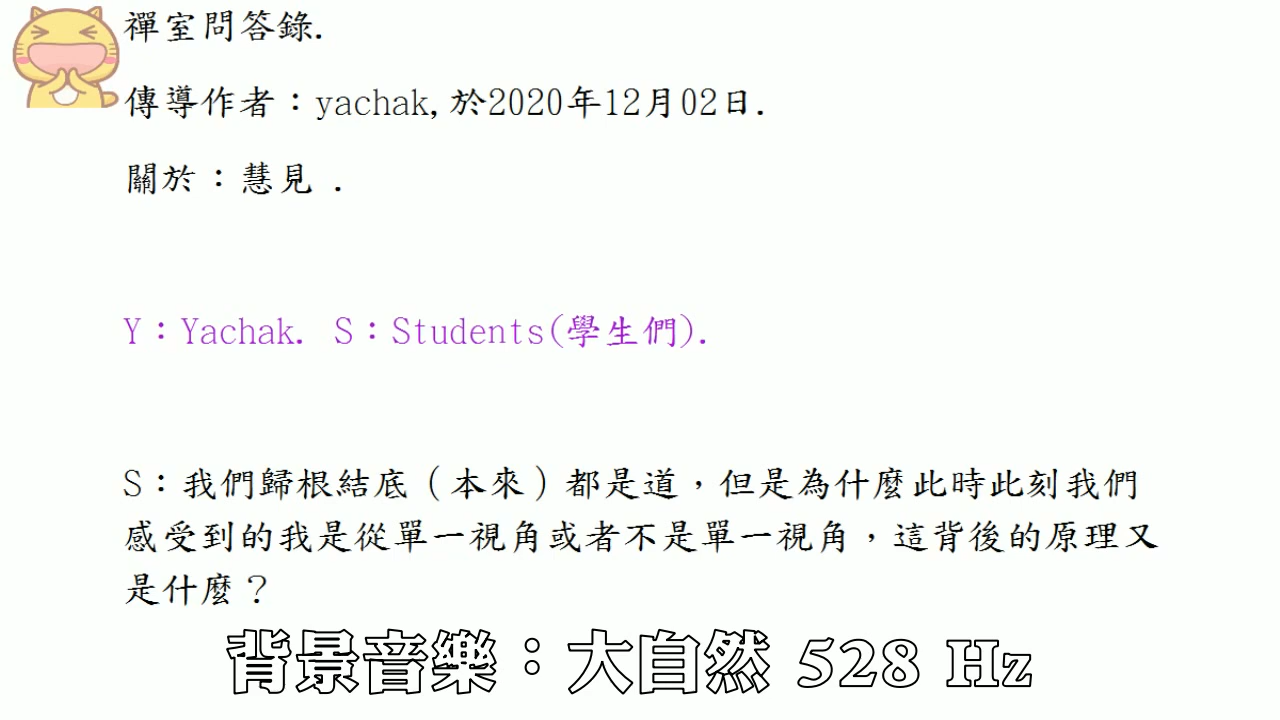 禪室問答錄.
傳導作者：yachak,於2020年12月02日.
關於：慧見 .
Y：Yachak. S：Students(學生們).
S：我們歸根結底（本來）都是道，但是為什麼此時此刻我們
感受到的我是從單一視角或者不是單一視角，這背後的原理又
是什麼？
背景音樂：大自然 528 Hz